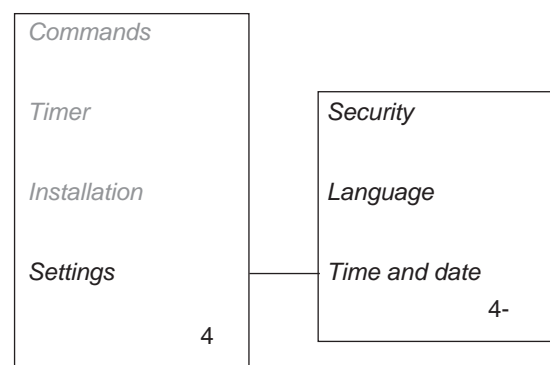 Commands
Timer
Installation
Settings
4
Security
Language
Time and date
4-